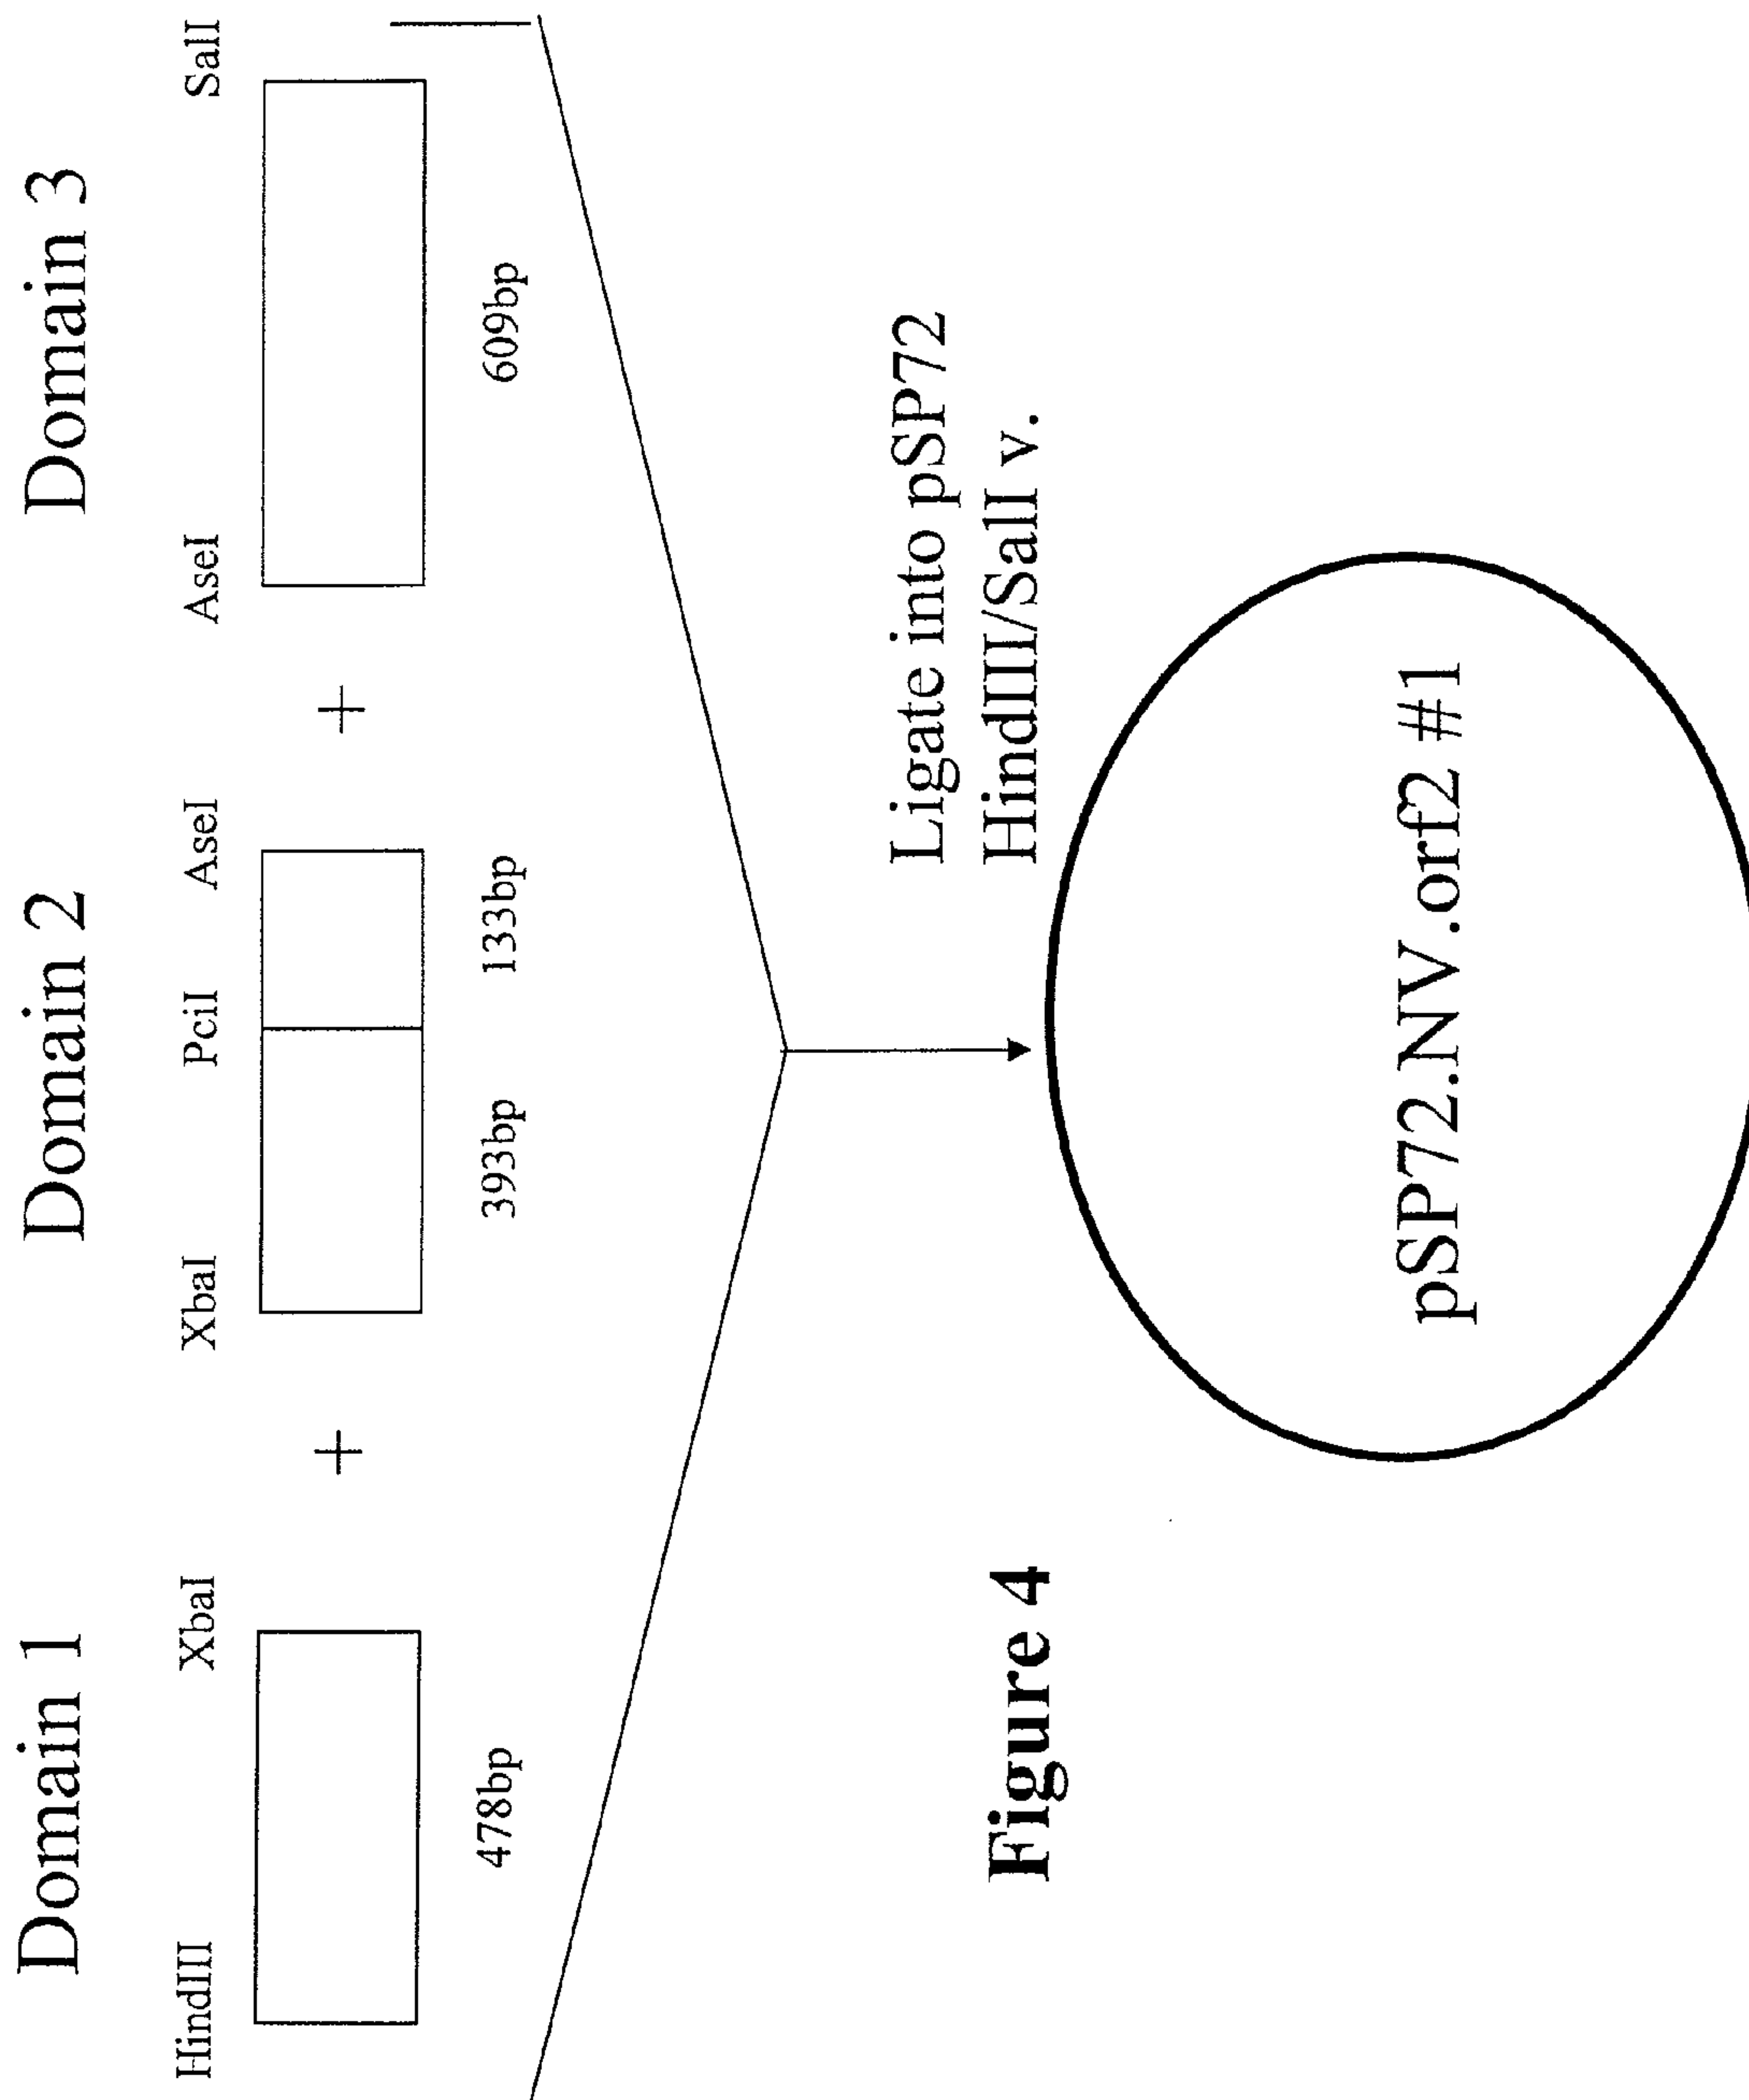 Domain 1
Domain 2
Domain 3
HindIII
XbaI
XbaI
PciI
AseI
AseI
SalI
+
+
478bp
393bp
133bp
609bp
Ligate into pSP72
HindIII/SalI v.
Figure 4
pSP72.NV.orf2 #1